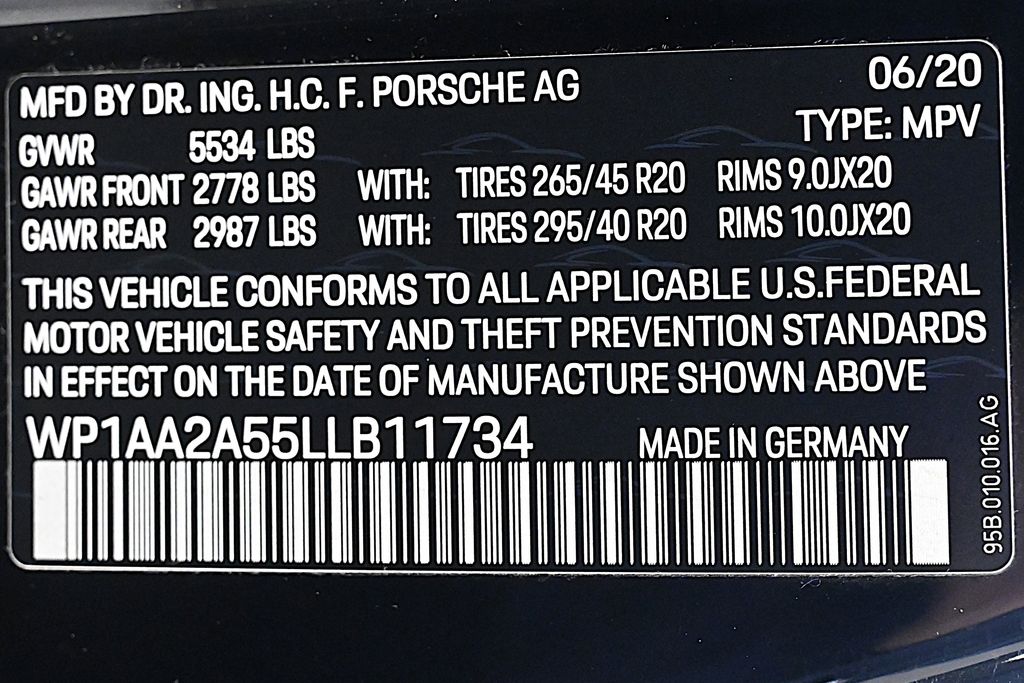 MFD BY DR. ING. H.C. F. PORSCHE AG 06/20
TYPE: MPV
GVWR 5534 LBS
GAWR FRONT 2778 LBS WITH: TIRES 265/45 R20 RIMS 9.0JX20
GAWR REAR 2987 LBS WITH: TIRES 295/40 R20 RIMS 10.0JX20
THIS VEHICLE CONFORMS TO ALL APPLICABLE U.S.FEDERAL
MOTOR VEHICLE SAFETY AND THEFT PREVENTION STANDARDS
IN EFFECT ON THE DATE OF MANUFACTURE SHOWN ABOVE
WP1AA2A55LLB11734 MADE IN GERMANY
95B.010.016.AG